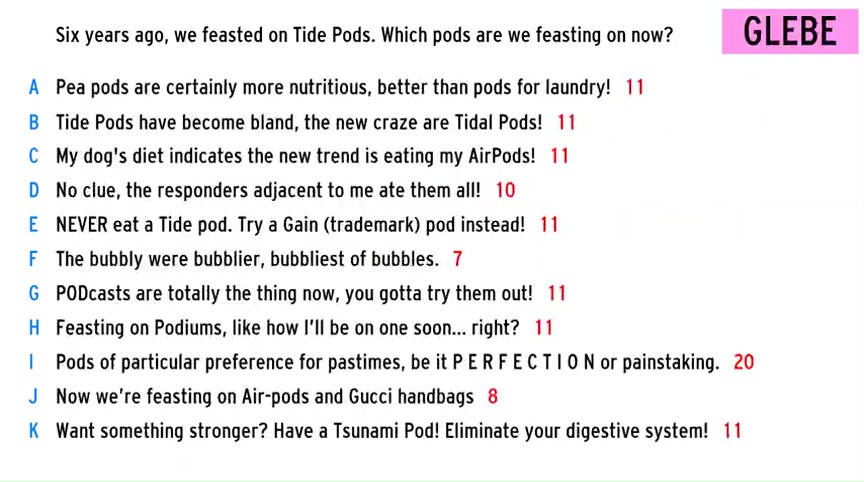 Six years ago, we feasted on Tide Pods. Which pods are we feasting on now?
GLEBE
A Pea pods are certainly more nutritious, better than pods for laundry! 11
B Tide Pods have become bland, the new craze are Tidal Pods! 11
C My dog's diet indicates the new trend is eating my AirPods! 11
D No clue, the responders adjacent to me ate them all! 10
E NEVER eat a Tide pod. Try a Gain (trademark) pod instead! 11
F The bubbly were bubblier, bubbliest of bubbles. 7
G PODcasts are totally the thing now, you gotta try them out! 11
H Feasting on Podiums, like how I'll be on one soon... right? 11
I Pods of particular preference for pastimes, be it P E R F E C T I O N or painstaking. 20
J Now we're feasting on Air-pods and Gucci handbags 8
K Want something stronger? Have a Tsunami Pod! Eliminate your digestive system! 11